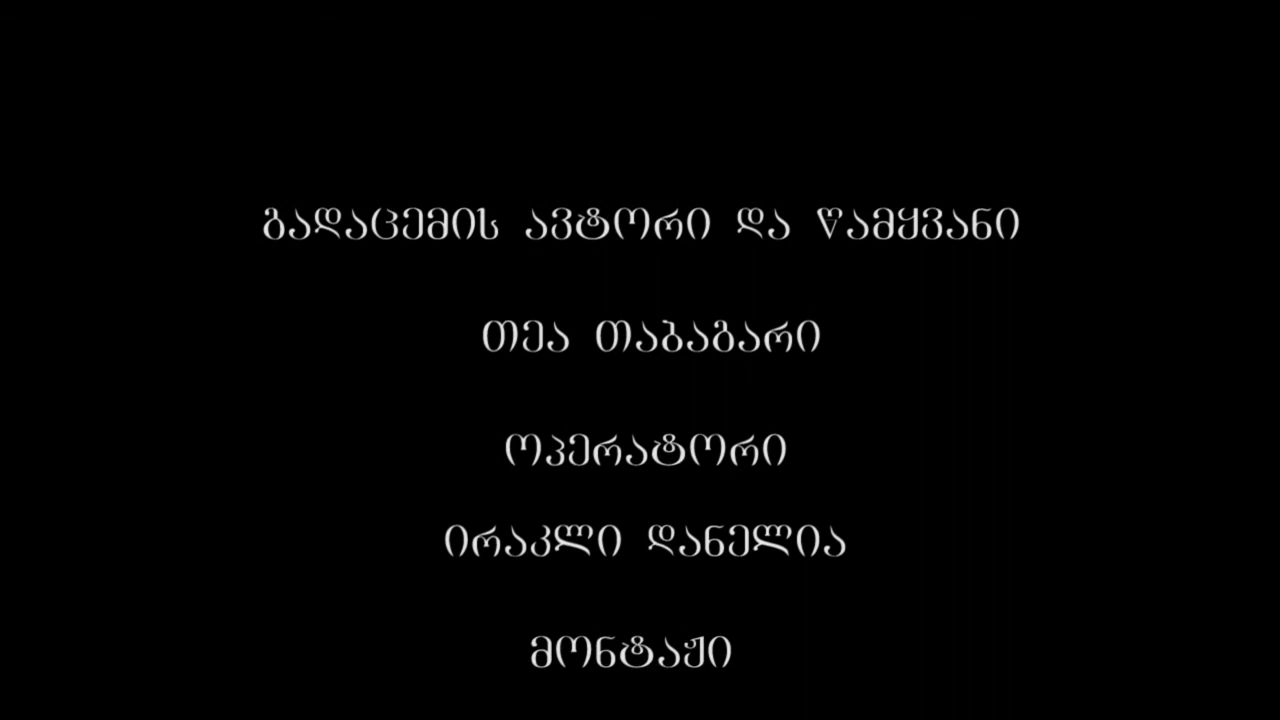 გადაცემის ავტორი და წამყვანი
თეა თაბაგარი
ოპერატორი
ირაკლი დანელია
მონტაჟი